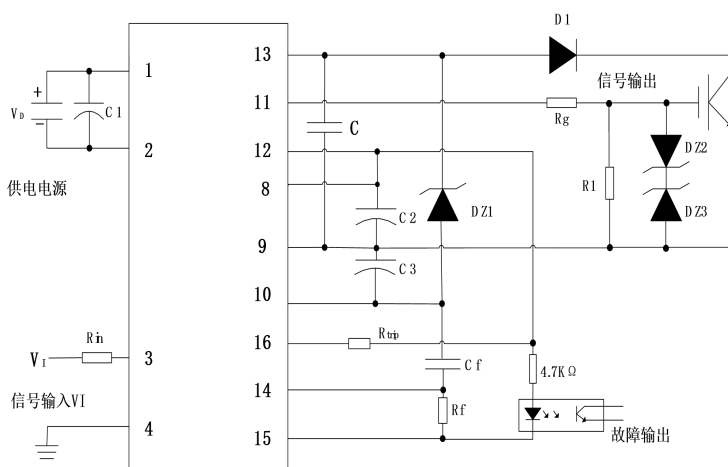 D1
13
1
信号输出
+
V_D
-
C1
11
Rg
C
12
2
DZ2
8
R1
供电电源
C2
DZ1
DZ3
9
C3
10
Rin
Rtrip
16
V_I
3
Cf
4.7KΩ
14
信号输入VI
Rf
4
故障输出
15